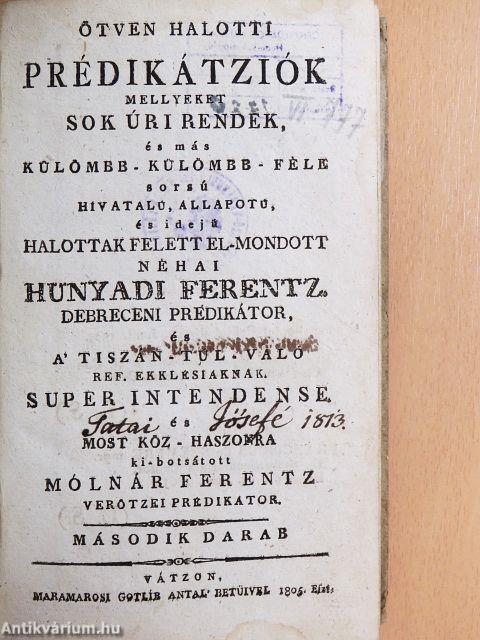 ÖTVEN HALOTTI
PRÉDIKÁTZIÓK
MELLYEKET
SOK ÚRI RENDEK,
és más
KÜLÖMBB-KÜLÖMBB-FÉLE
sorsú
HIVATALÚ, ÁLLAPOTÚ,
és idejű
HALOTTAK FELETT EL-MONDOTT
NÉHAI
HUNYADI FERENTZ.
DEBRECENI PRÉDIKÁTOR,
és
A' TISZÁN-TÚL-VALÓ
REF. EKKLÉSIÁKNAK.
SUPER INTENDENSE.
Tatai és Jósefé 1813.
MOST KÖZ-HASZONRA
ki-botsátott
MÓLNÁR FERENTZ
VERŐTZEI PRÉDIKÁTOR.
MÁSODIK DARAB
VÁTZON,
MARAMAROSI GOTLIB ANTAL' BETŰIVEL 1805. Eszt.
Antikvárium.hu